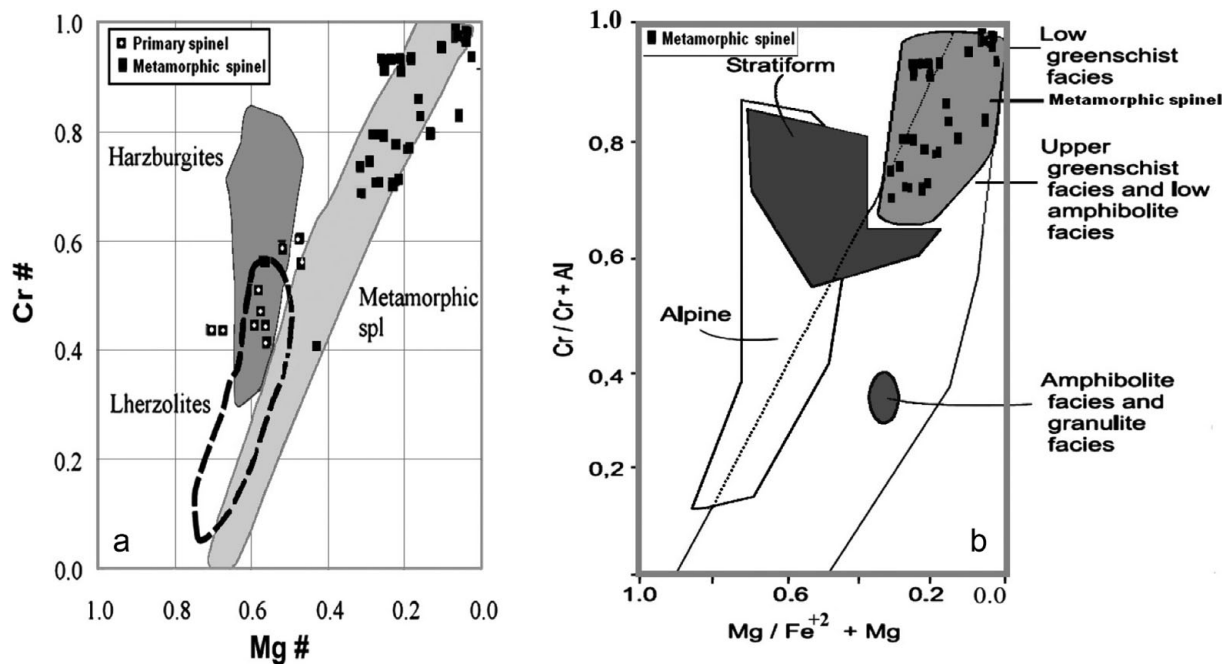 1.0
0.8
0.6
0.4
0.2
0.0
Cr #
Primary spinel
Metamorphic spinel
Harzburgites
Lherzolites
Metamorphic
spl
a
1.0
0.8
0.6
0.4
0.2
0.0
Mg #
1.0
0.8
0.6
0,4
0,2
Cr / Cr + Al
Metamorphic spinel
Stratiform
Alpine
b
Low
greenschist
facies
Metamorphic spinel
Upper
greenschist
facies and low
amphibolite
facies
Amphibolite
facies and
granulite
facies
1.0
0.6
0.2
0.0
Mg / Fe+2 + Mg